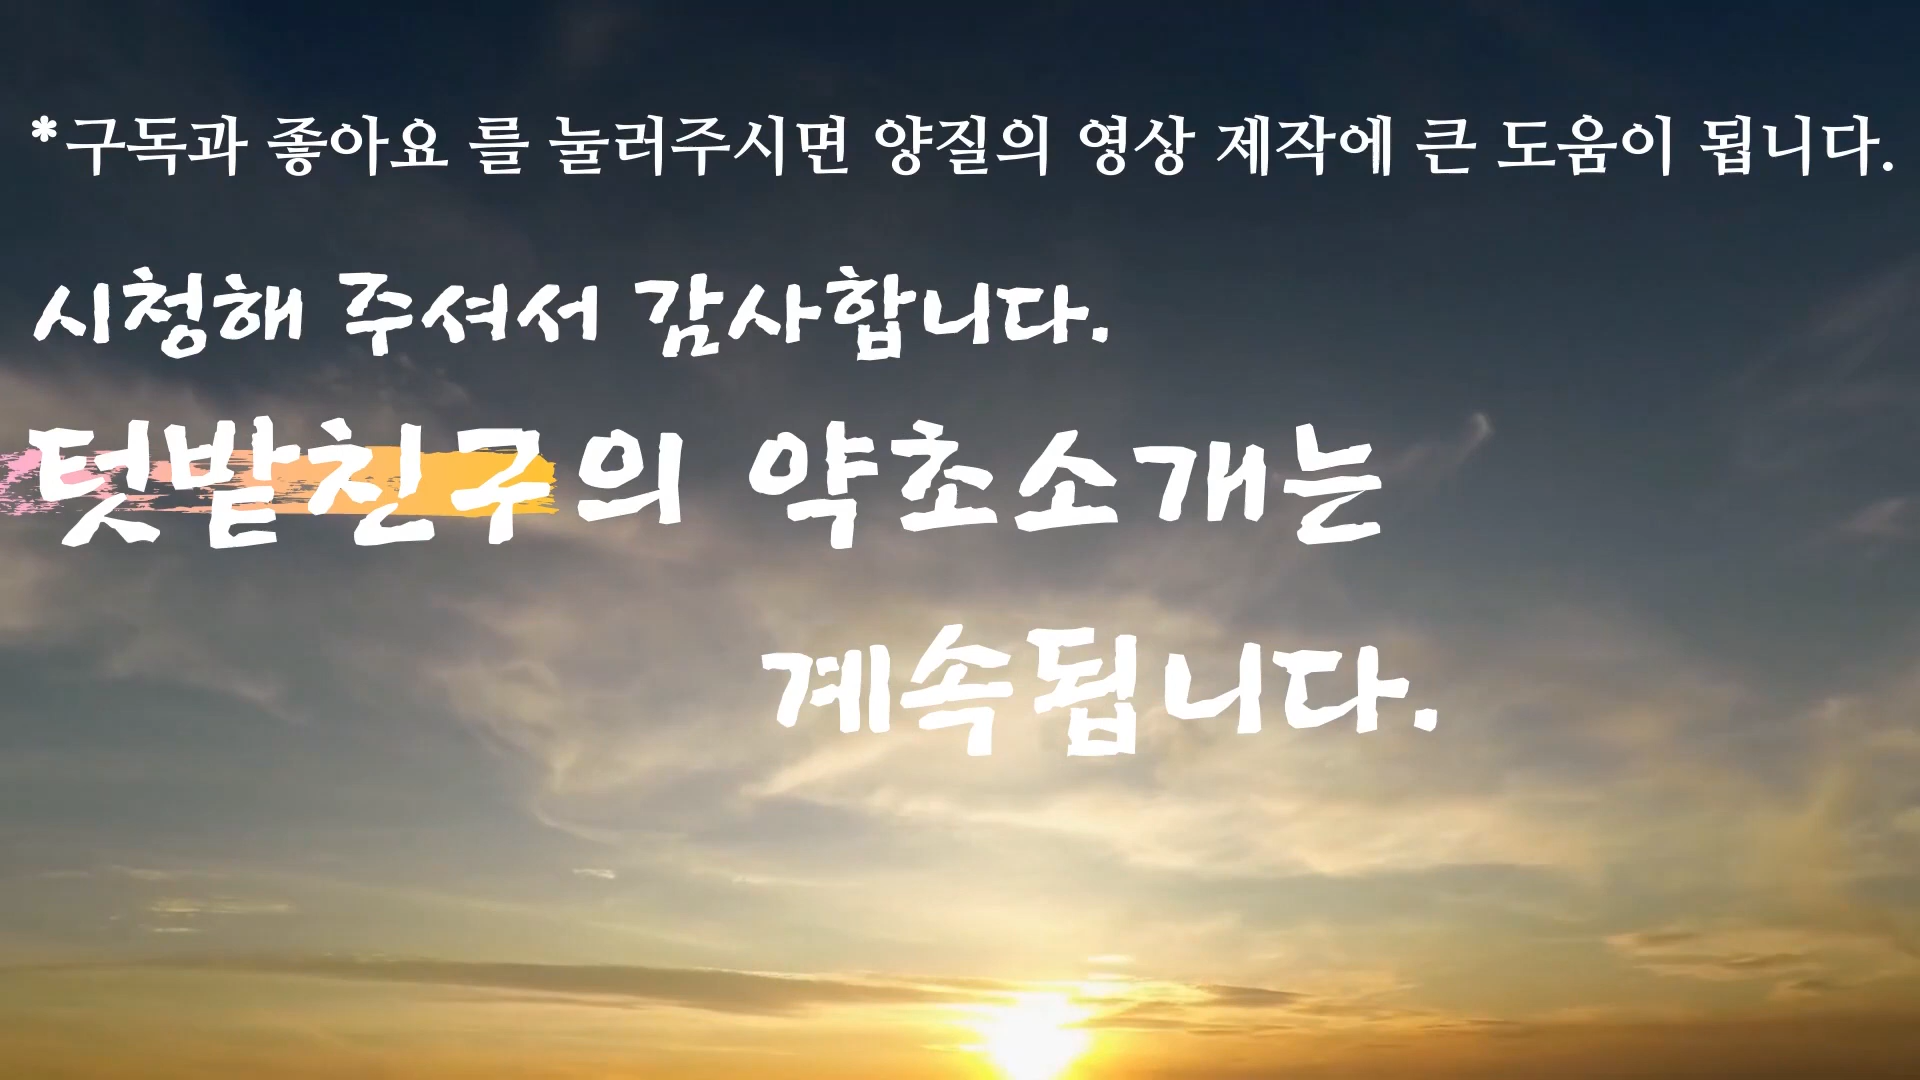 *구독과 좋아요 를 눌러주시면 양질의 영상 제작에 큰 도움이 됩니다.
시청해 주셔서 감사합니다.
텃밭친구의 약초소개는
계속됩니다.